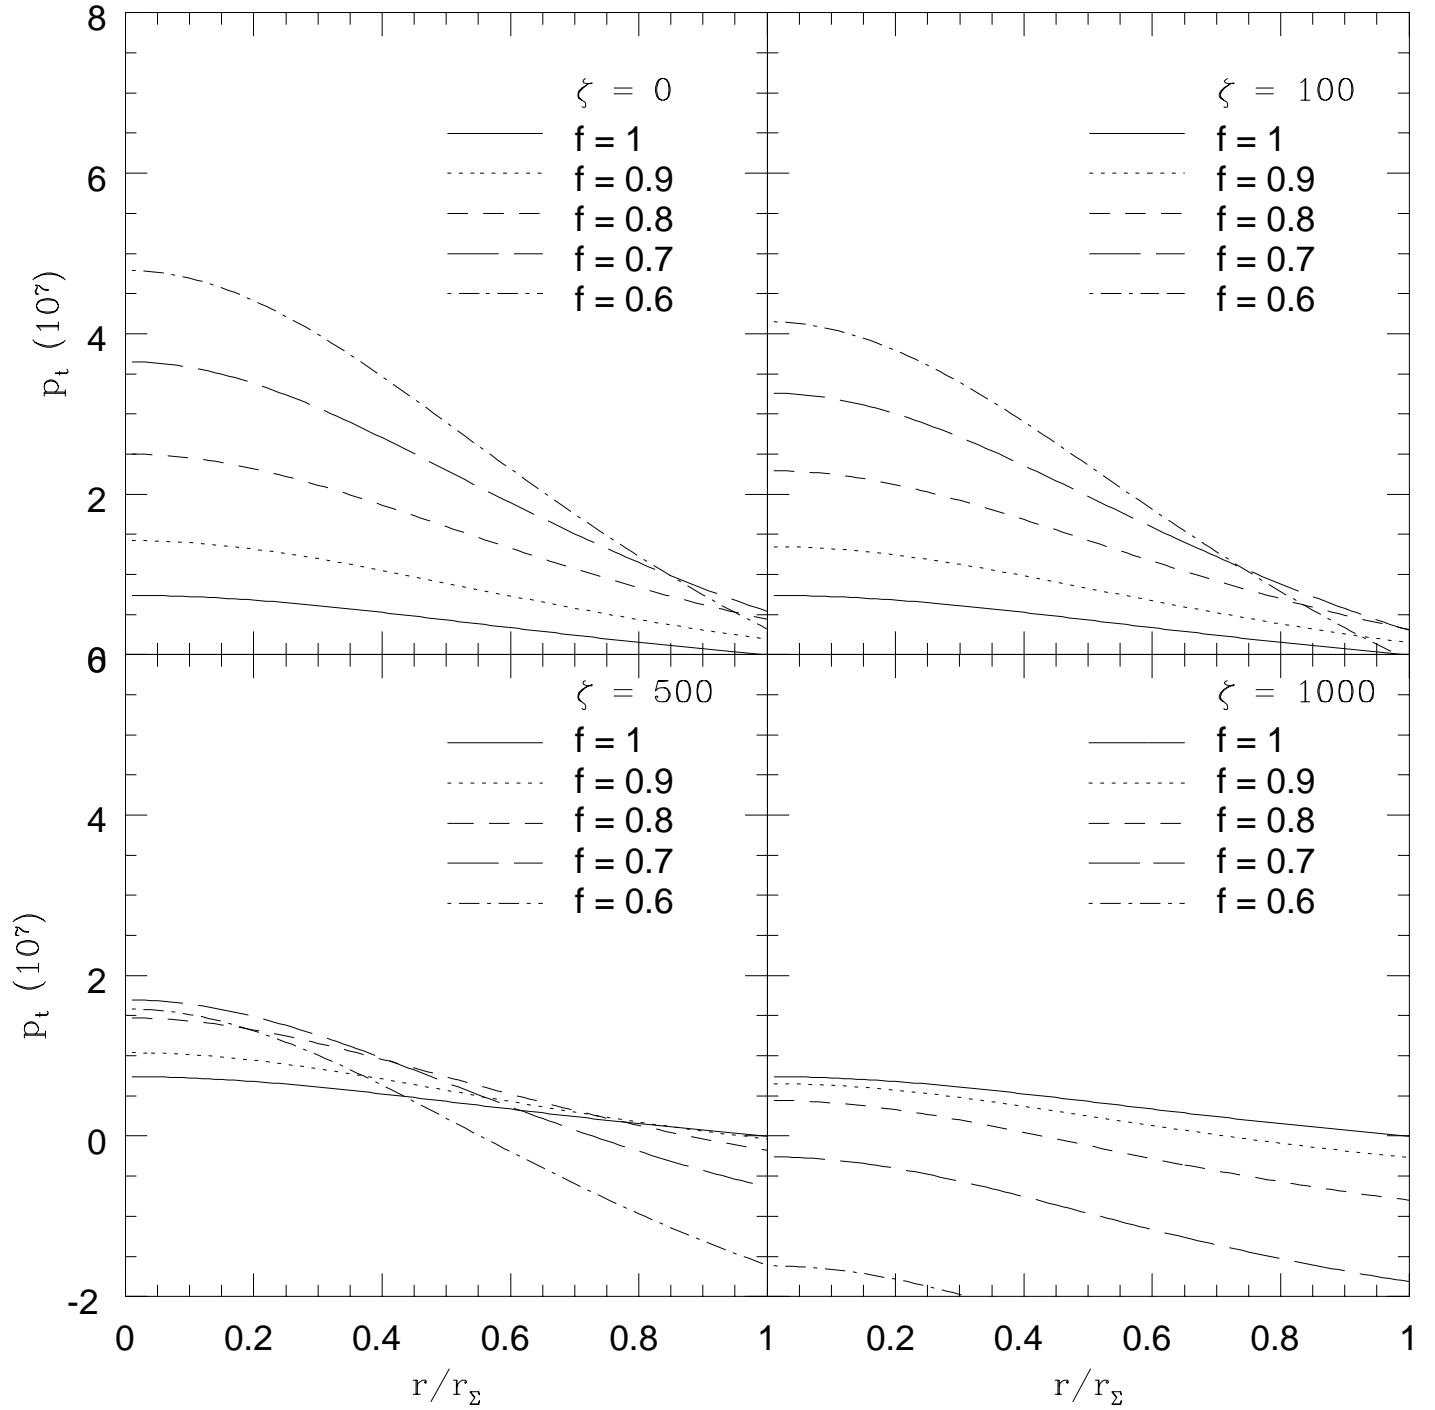 8
6
4
2
0
p_t (10^7)
ζ = 0
f = 1
f = 0.9
f = 0.8
f = 0.7
f = 0.6
ζ = 100
f = 1
f = 0.9
f = 0.8
f = 0.7
f = 0.6
6
4
2
0
-2
p_t (10^7)
ζ = 500
f = 1
f = 0.9
f = 0.8
f = 0.7
f = 0.6
ζ = 1000
f = 1
f = 0.9
f = 0.8
f = 0.7
f = 0.6
0 0.2 0.4 0.6 0.8 1 0.2 0.4 0.6 0.8 1
r/r_Σ r/r_Σ